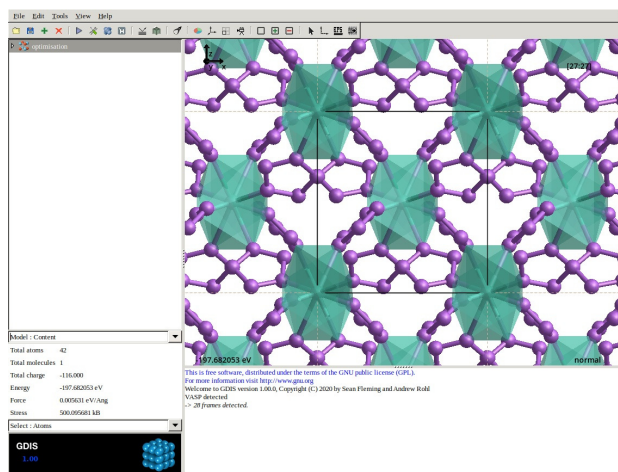 File Edit Tools View Help
optimisation
z
x
[27:27]
-197.682053 eV
normal
Model : Content
Total atoms 42
Total molecules 1
Total charge -116.000
Energy -197.682053 eV
Force 0.005631 eV/Ang
Stress 500.095681 kB
Select : Atoms
GDIS
1.00
This is free software, distributed under the terms of the GNU public license (GPL).
For more information visit http://www.gnu.org
Welcome to GDIS version 1.00.0, Copyright (C) 2020 by Sean Fleming and Andrew Rohl
VASP detected
-> 28 frames detected.